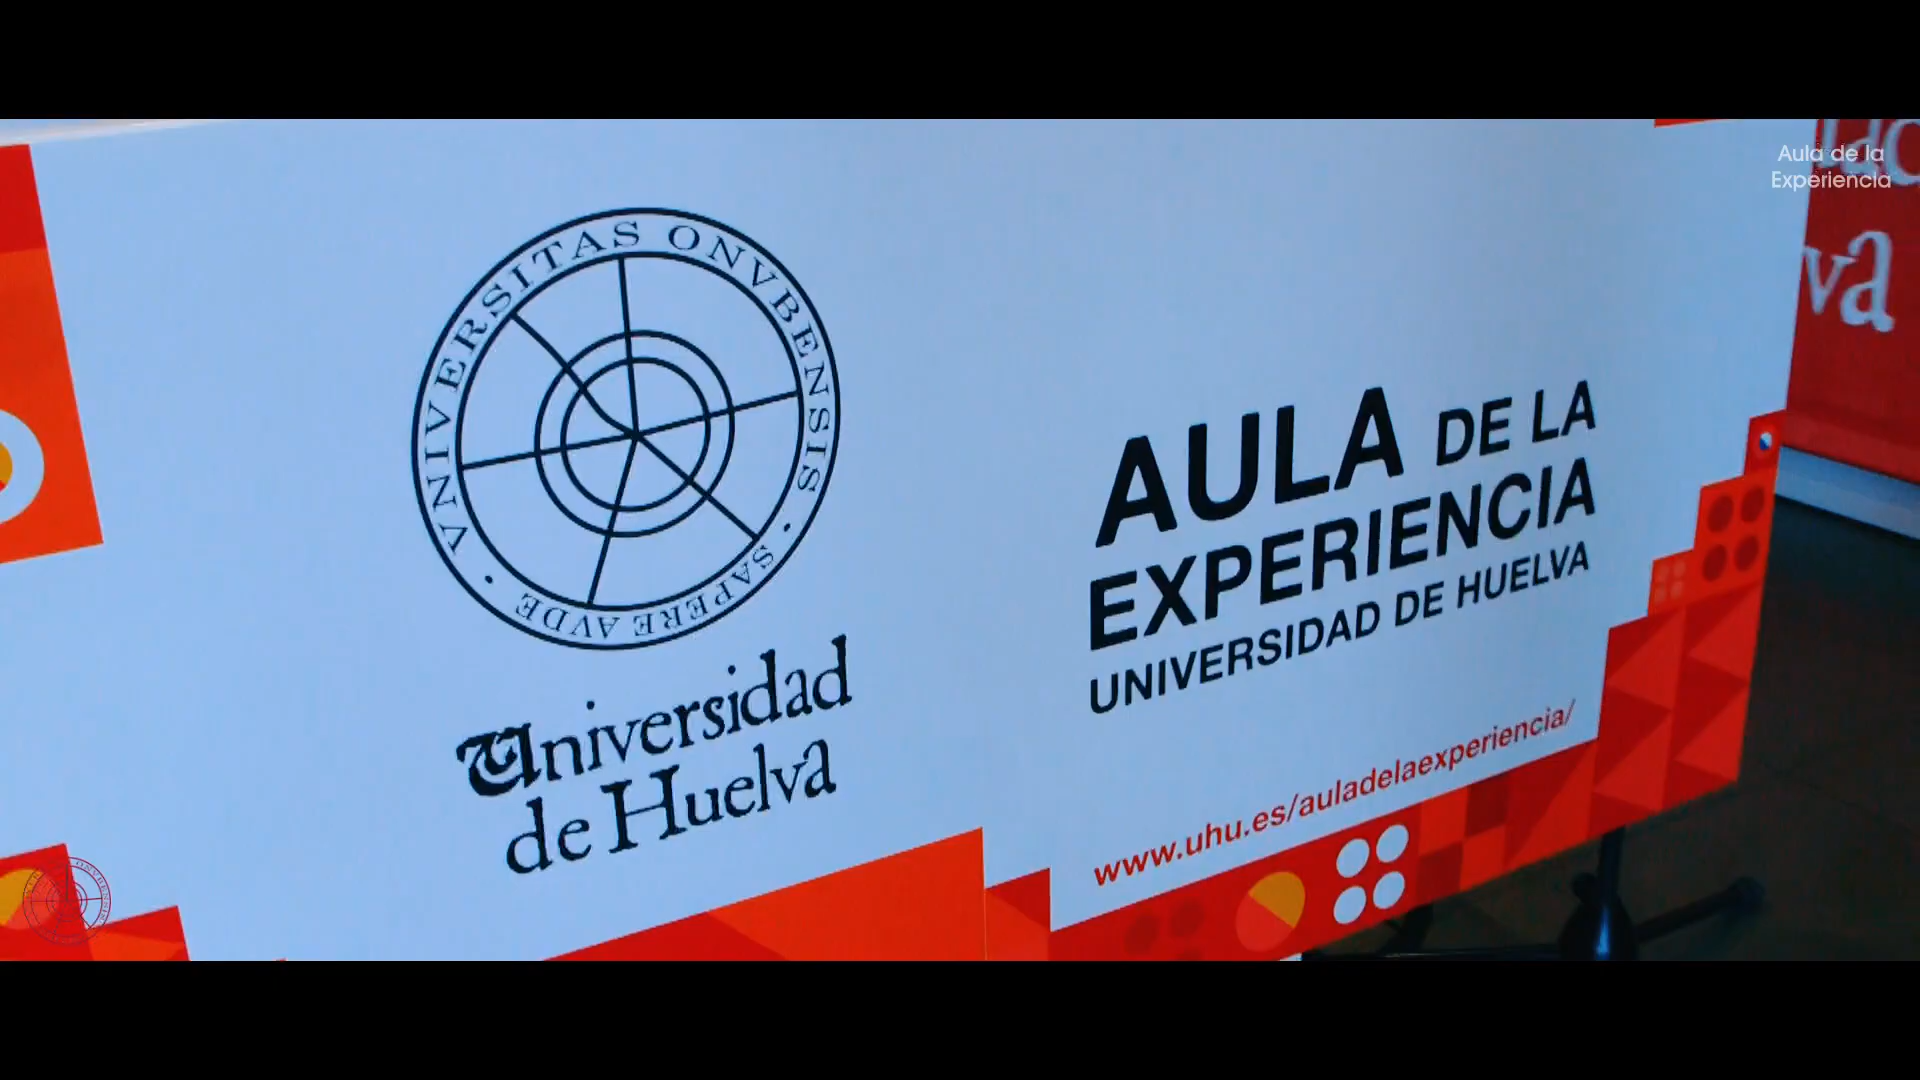 Aula de la
Experiencia
VNIVERSITAS ONVBENSIS · SAPERE AVDE ·
Universidad
de Huelva
AULA DE LA
EXPERIENCIA
UNIVERSIDAD DE HUELVA
www.uhu.es/auladelaexperiencia/
va